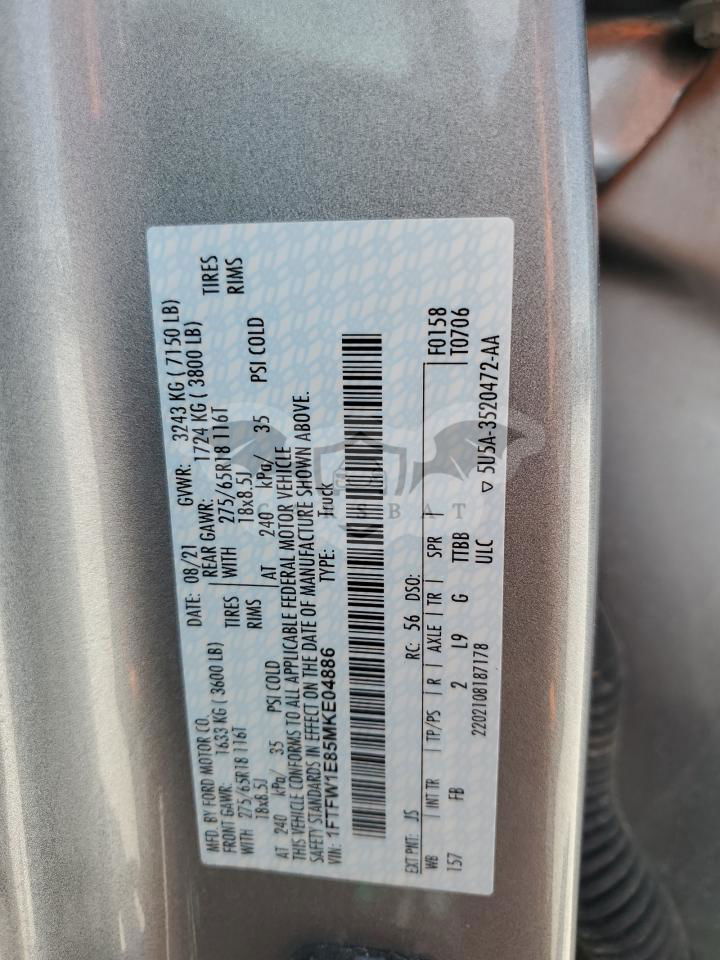 MFD. BY FORD MOTOR CO.
DATE: 08/21 GVWR: 3243 KG ( 7150 LB)
FRONT GAWR: 1633 KG ( 3600 LB) REAR GAWR: 1724 KG ( 3800 LB)
WITH 275/65R18 116T TIRES WITH 275/65R18 116T TIRES
18x8.5J RIMS 18x8.5J RIMS
AT 240 kPa/ 35 PSI COLD AT 240 kPa/ 35 PSI COLD
THIS VEHICLE CONFORMS TO ALL APPLICABLE FEDERAL MOTOR VEHICLE
SAFETY STANDARDS IN EFFECT ON THE DATE OF MANUFACTURE SHOWN ABOVE.
VIN: 1FTFW1E85MKE04886 TYPE: Truck
EXT PNT: JS RC: 56 DSO: F0158
WB | INT TR | TP/PS | R | AXLE | TR | SPR | T0706
157 FB 2 L9 G TTBB
2202108187178 ULC ▽ 5U5A-3520472-AA